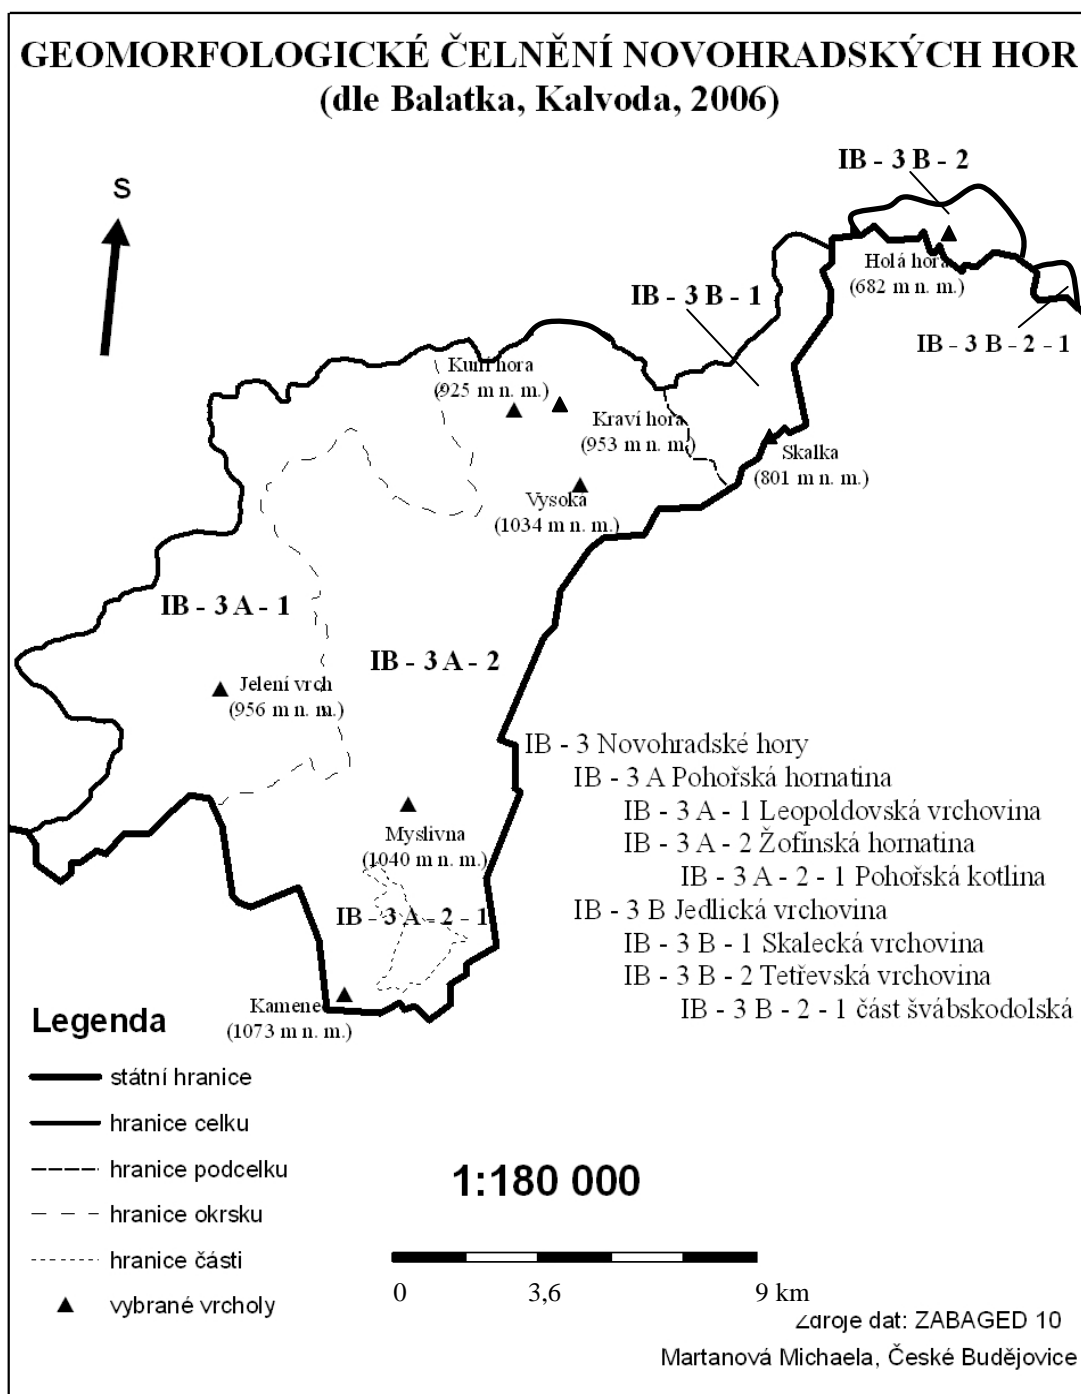 GEOMORFOLOGICKÉ ČELNĚNÍ NOVOHRADSKÝCH HOR
(dle Balatka, Kalvoda, 2006)
S
IB - 3 B - 2
Holá hora
(682 m n. m.)
IB - 3 B - 1
IB - 3 B - 2 - 1
Kuní hora
(925 m n. m.)
Kraví hora
(953 m n. m.)
Skalka
(801 m n. m.)
Vysoká
(1034 m n. m.)
IB - 3 A - 1
IB - 3 A - 2
Jelení vrch
(956 m n. m.)
Myslivna
(1040 m n. m.)
IB - 3 A - 2 - 1
Kamene
(1073 m n. m.)
IB - 3 Novohradské hory
IB - 3 A Pohořská hornatina
IB - 3 A - 1 Leopoldovská vrchovina
IB - 3 A - 2 Žofínská hornatina
IB - 3 A - 2 - 1 Pohořská kotlina
IB - 3 B Jedlická vrchovina
IB - 3 B - 1 Skalecká vrchovina
IB - 3 B - 2 Tetřevská vrchovina
IB - 3 B - 2 - 1 část švábskodolská
Legenda
státní hranice
hranice celku
hranice podcelku
hranice okrsku
hranice části
vybrané vrcholy
1:180 000
0 3,6 9 km
Zdroje dat: ZABAGED 10
Martanová Michaela, České Budějovice